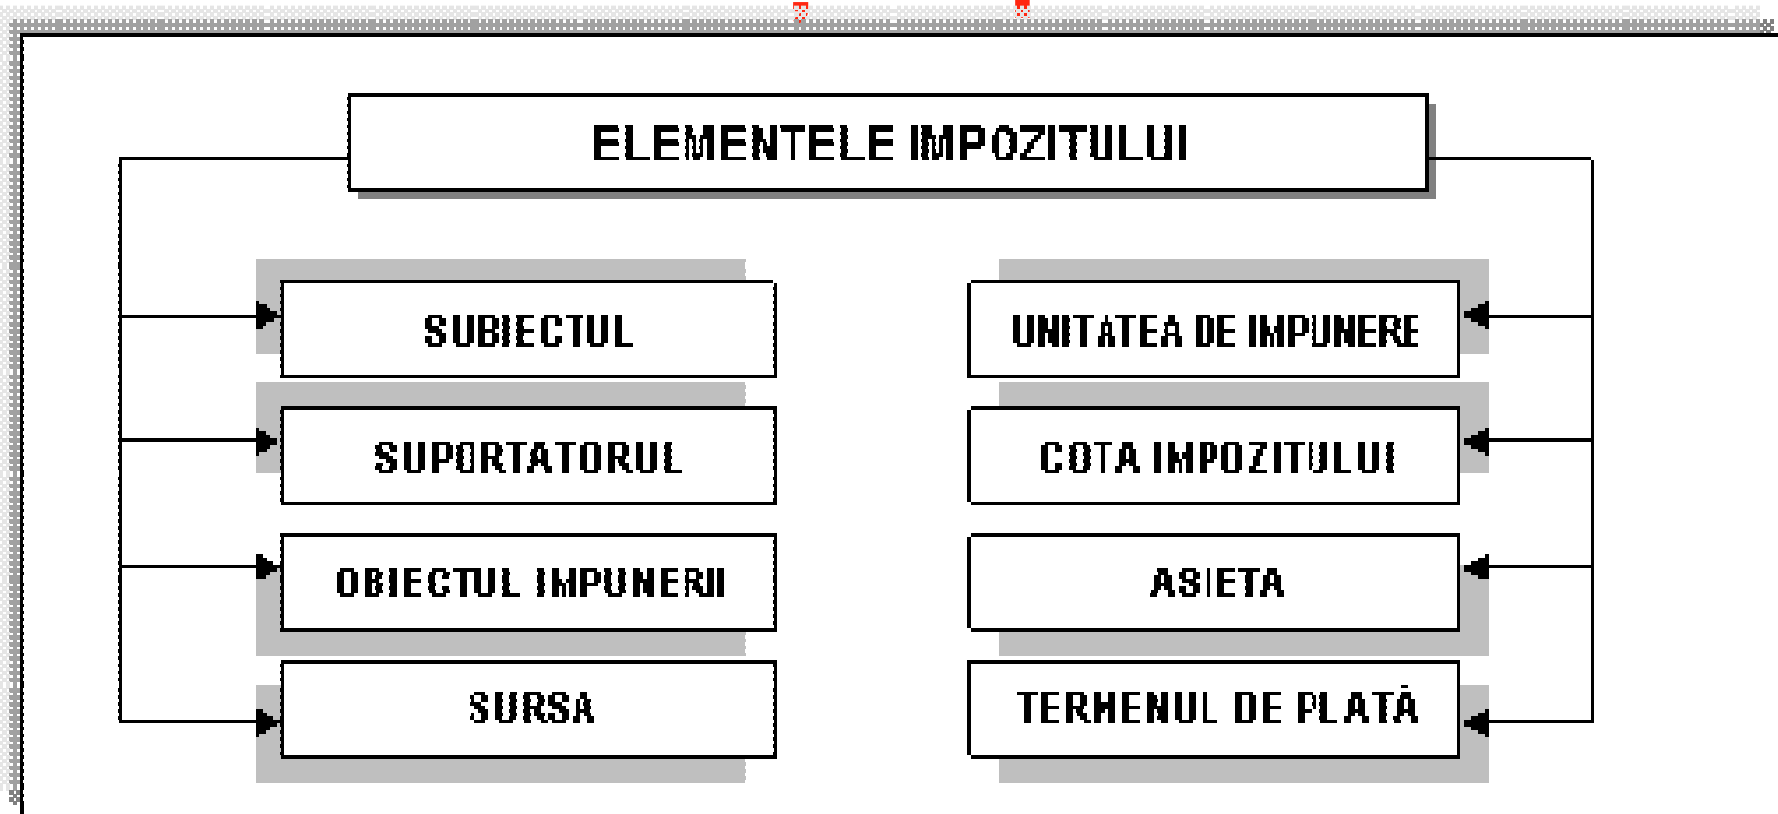 ELEMENTELE IMPOZITULUI
SUBIECTUL
SUPORTATORUL
OBIECTUL IMPUNERII
SURSA
UNITATEA DE IMPUNERE
COTA IMPOZITULUI
ASIETA
TERMENUL DE PLATĂ